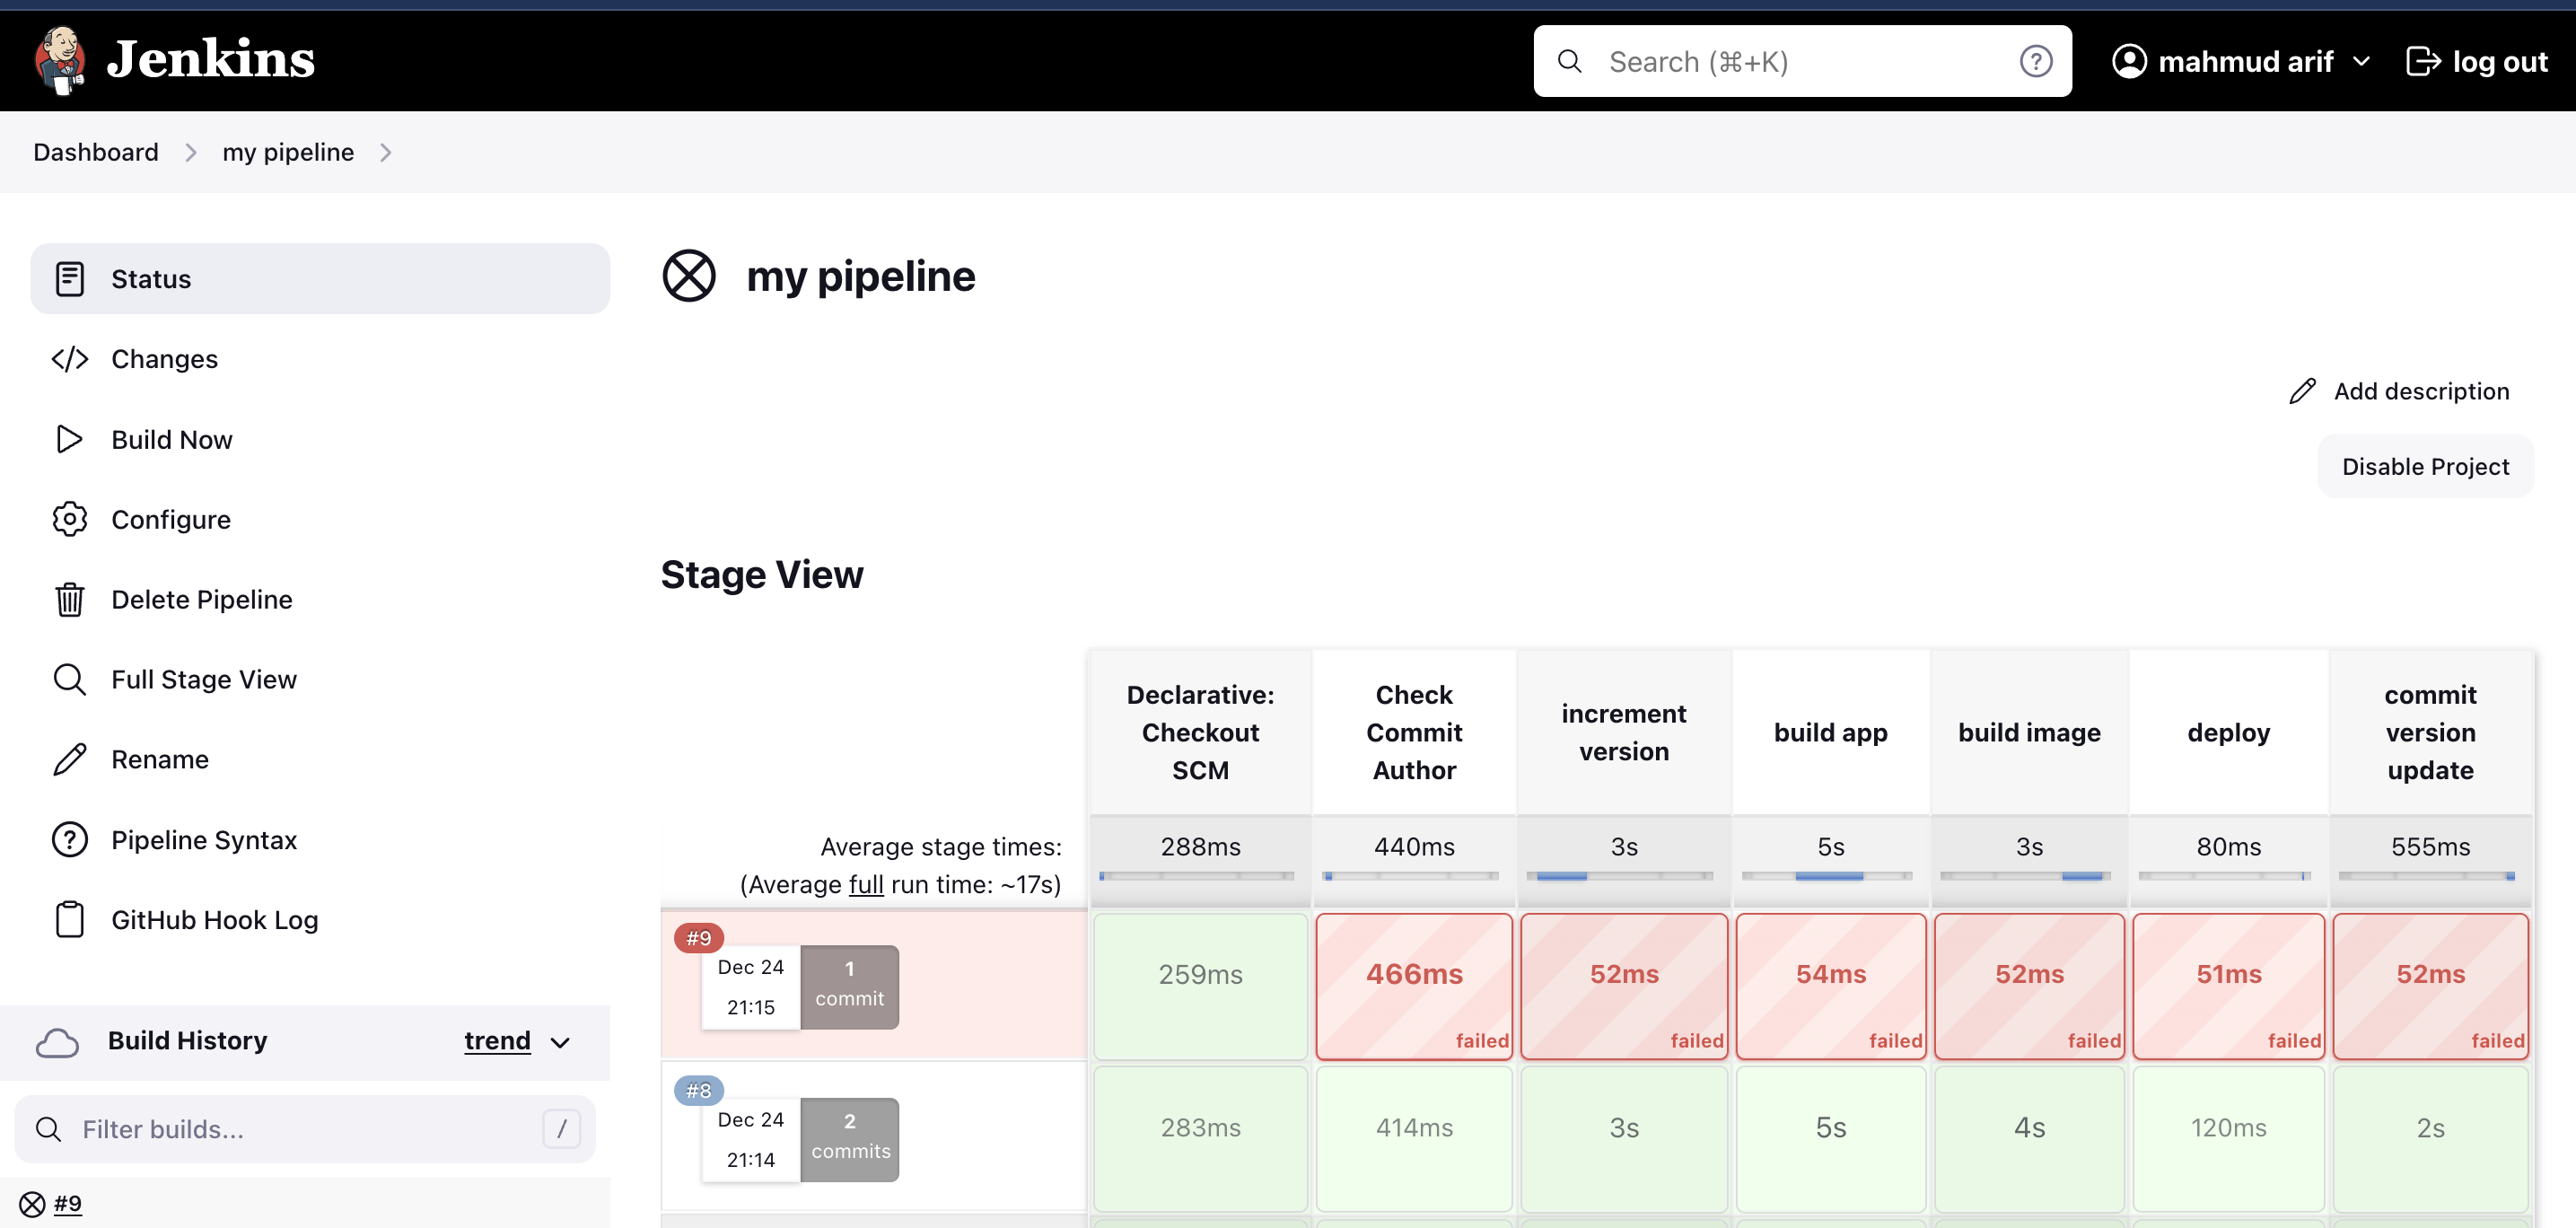 Jenkins
Search (⌘+K)
?
mahmud arif
log out
Dashboard
my pipeline
Status
Changes
Build Now
Configure
Delete Pipeline
Full Stage View
Rename
Pipeline Syntax
GitHub Hook Log
Build History
trend
Filter builds...
/
#9
my pipeline
Add description
Disable Project
Stage View
Declarative:
Checkout
SCM
Check
Commit
Author
increment
version
build app
build image
deploy
commit
version
update
Average stage times:
(Average full run time: ~17s)
288ms
440ms
3s
5s
3s
80ms
555ms
#9
Dec 24
21:15
1
commit
259ms
466ms
failed
52ms
failed
54ms
failed
52ms
failed
51ms
failed
52ms
failed
#8
Dec 24
21:14
2
commits
283ms
414ms
3s
5s
4s
120ms
2s